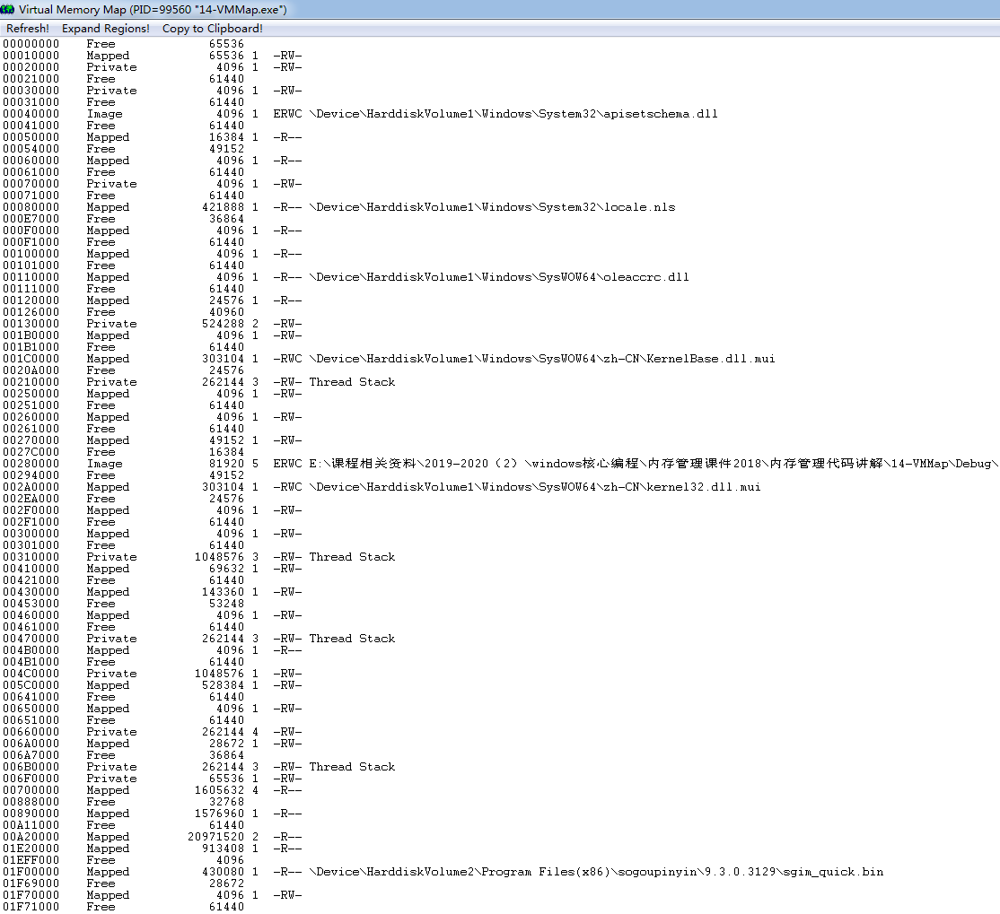 Virtual Memory Map (PID=99560 "14-VMMap.exe")
Refresh! Expand Regions! Copy to Clipboard!
00000000 Free 65536
00010000 Mapped 65536 1 -RW-
00020000 Private 4096 1 -RW-
00021000 Free 61440
00030000 Private 4096 1 -RW-
00031000 Free 61440
00040000 Image 4096 1 ERWC \Device\HarddiskVolume1\Windows\System32\apisetschema.dll
00041000 Free 61440
00050000 Mapped 16384 1 -R--
00054000 Free 49152
00060000 Mapped 4096 1 -R--
00061000 Free 61440
00070000 Private 4096 1 -RW-
00071000 Free 61440
00080000 Mapped 421888 1 -R-- \Device\HarddiskVolume1\Windows\System32\locale.nls
000E7000 Free 36864
000F0000 Mapped 4096 1 -R--
000F1000 Free 61440
00100000 Mapped 4096 1 -R--
00101000 Free 61440
00110000 Mapped 4096 1 -R-- \Device\HarddiskVolume1\Windows\SysWOW64\oleaccrc.dll
00111000 Free 61440
00120000 Mapped 24576 1 -R--
00126000 Free 40960
00130000 Private 524288 2 -RW-
001B0000 Mapped 4096 1 -RW-
001B1000 Free 61440
001C0000 Mapped 303104 1 -RWC \Device\HarddiskVolume1\Windows\SysWOW64\zh-CN\KernelBase.dll.mui
0020A000 Free 24576
00210000 Private 262144 3 -RW- Thread Stack
00250000 Mapped 4096 1 -RW-
00251000 Free 61440
00260000 Mapped 4096 1 -RW-
00261000 Free 61440
00270000 Mapped 49152 1 -RW-
0027C000 Free 16384
00280000 Image 81920 5 ERWC E:\课程相关资料\2019-2020（2）\windows核心编程\内存管理课件2018\内存管理代码讲解\14-VMMap\Debug\
00294000 Free 49152
002A0000 Mapped 303104 1 -RWC \Device\HarddiskVolume1\Windows\SysWOW64\zh-CN\kernel32.dll.mui
002EA000 Free 24576
002F0000 Mapped 4096 1 -RW-
002F1000 Free 61440
00300000 Mapped 4096 1 -RW-
00301000 Free 61440
00310000 Private 1048576 3 -RW- Thread Stack
00410000 Mapped 69632 1 -RW-
00421000 Free 61440
00430000 Mapped 143360 1 -RW-
00453000 Free 53248
00460000 Mapped 4096 1 -RW-
00461000 Free 61440
00470000 Private 262144 3 -RW- Thread Stack
004B0000 Mapped 4096 1 -R--
004B1000 Free 61440
004C0000 Private 1048576 1 -RW-
005C0000 Mapped 528384 1 -RW-
00641000 Free 61440
00650000 Mapped 4096 1 -RW-
00651000 Free 61440
00660000 Private 262144 4 -RW-
006A0000 Mapped 28672 1 -RW-
006A7000 Free 36864
006B0000 Private 262144 3 -RW- Thread Stack
006F0000 Private 65536 1 -RW-
00700000 Mapped 1605632 4 -R--
00888000 Free 32768
00890000 Mapped 1576960 1 -R--
00A11000 Free 61440
00A20000 Mapped 20971520 2 -R--
01E20000 Mapped 913408 1 -R--
01EFF000 Free 4096
01F00000 Mapped 430080 1 -R-- \Device\HarddiskVolume2\Program Files(x86)\sogoupinyin\9.3.0.3129\sgim_quick.bin
01F69000 Free 28672
01F70000 Mapped 4096 1 -RW-
01F71000 Free 61440